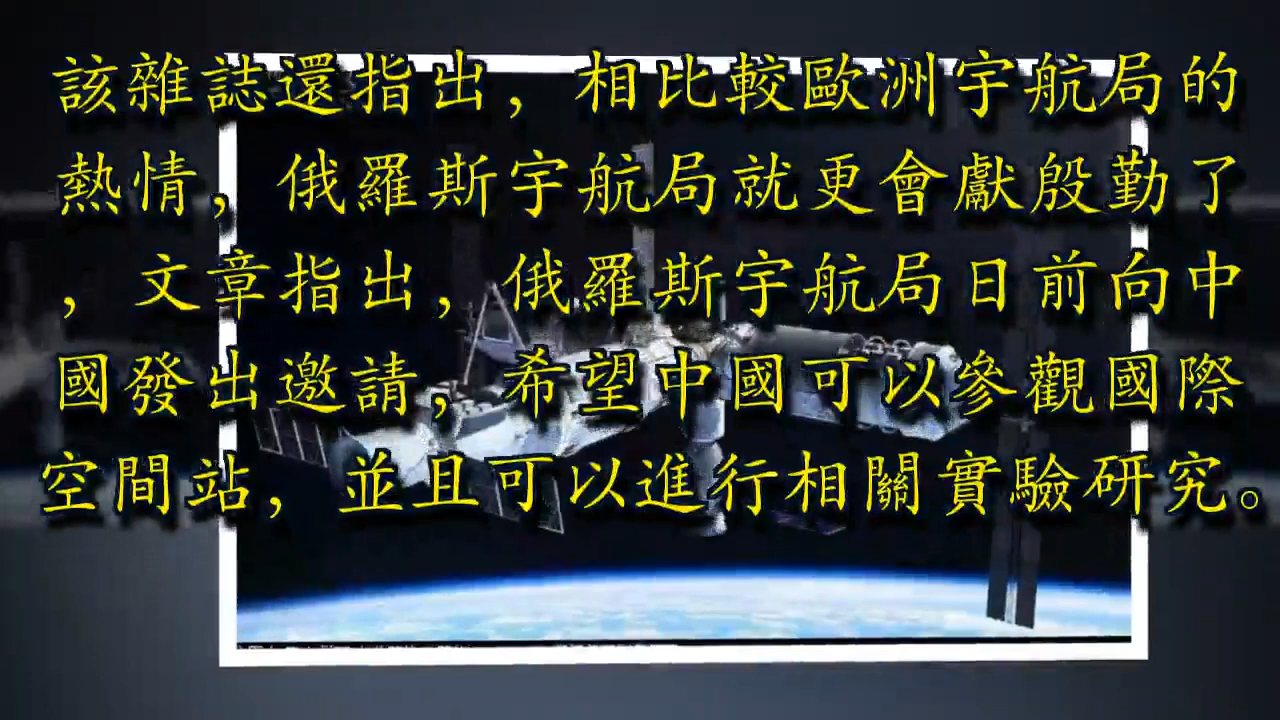 該雜誌還指出，相比較歐洲宇航局的
熱情，俄羅斯宇航局就更會獻殷勤了
，文章指出，俄羅斯宇航局日前向中
國發出邀請，希望中國可以參觀國際
空間站，並且可以進行相關實驗研究。